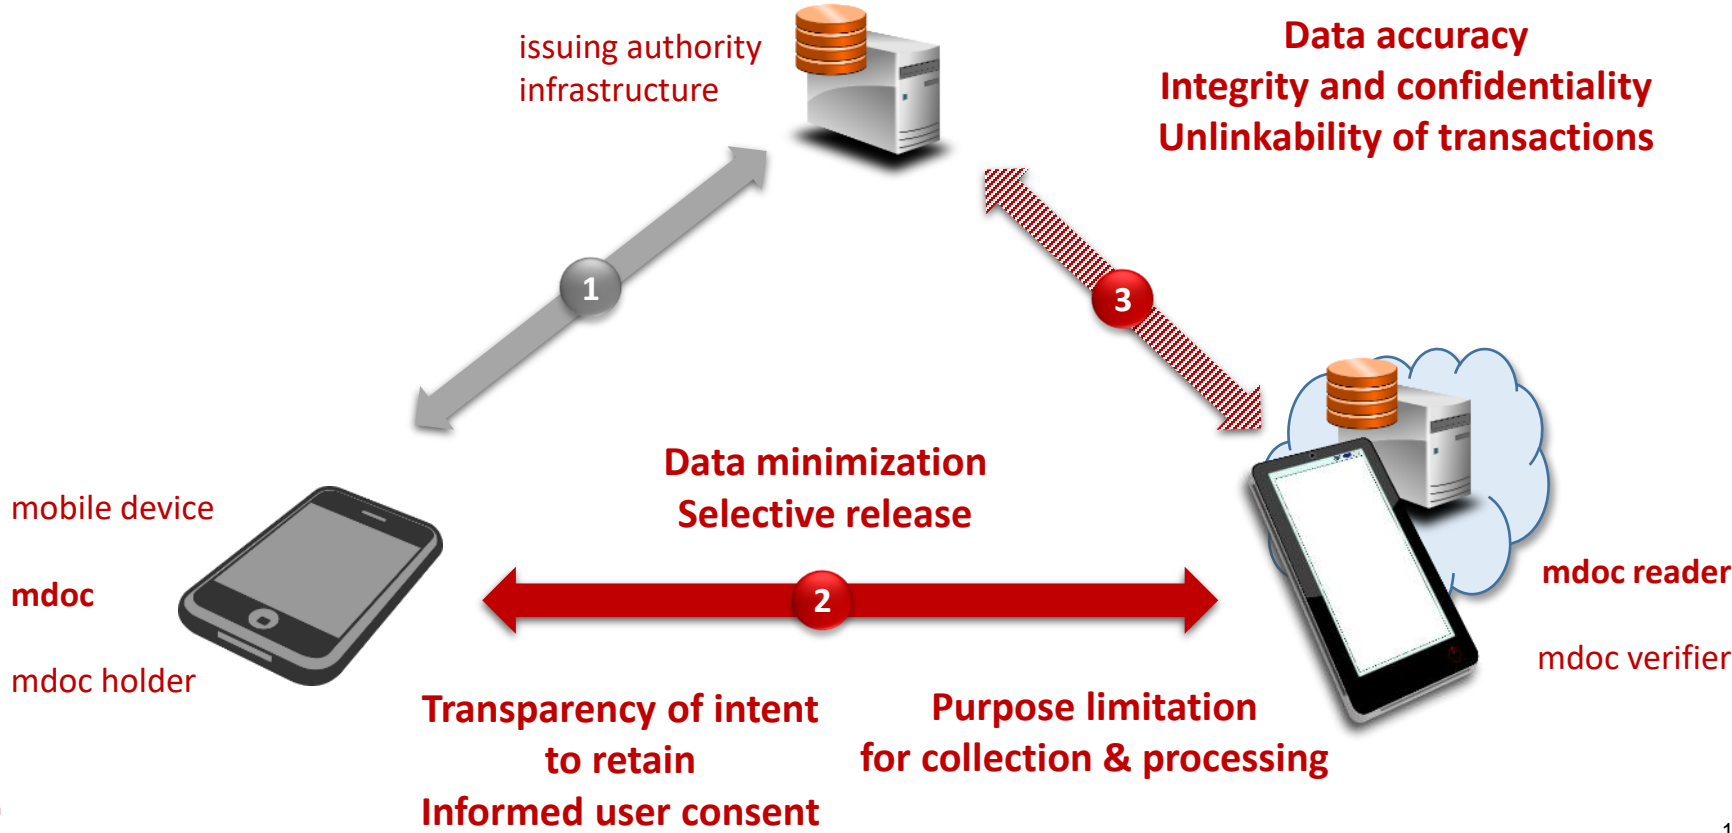 issuing authority
infrastructure
Data accuracy
Integrity and confidentiality
Unlinkability of transactions
1
3
Data minimization
Selective release
mobile device
mdoc
mdoc holder
2
mdoc reader
mdoc verifier
Transparency of intent
to retain
Informed user consent
Purpose limitation
for collection & processing
1